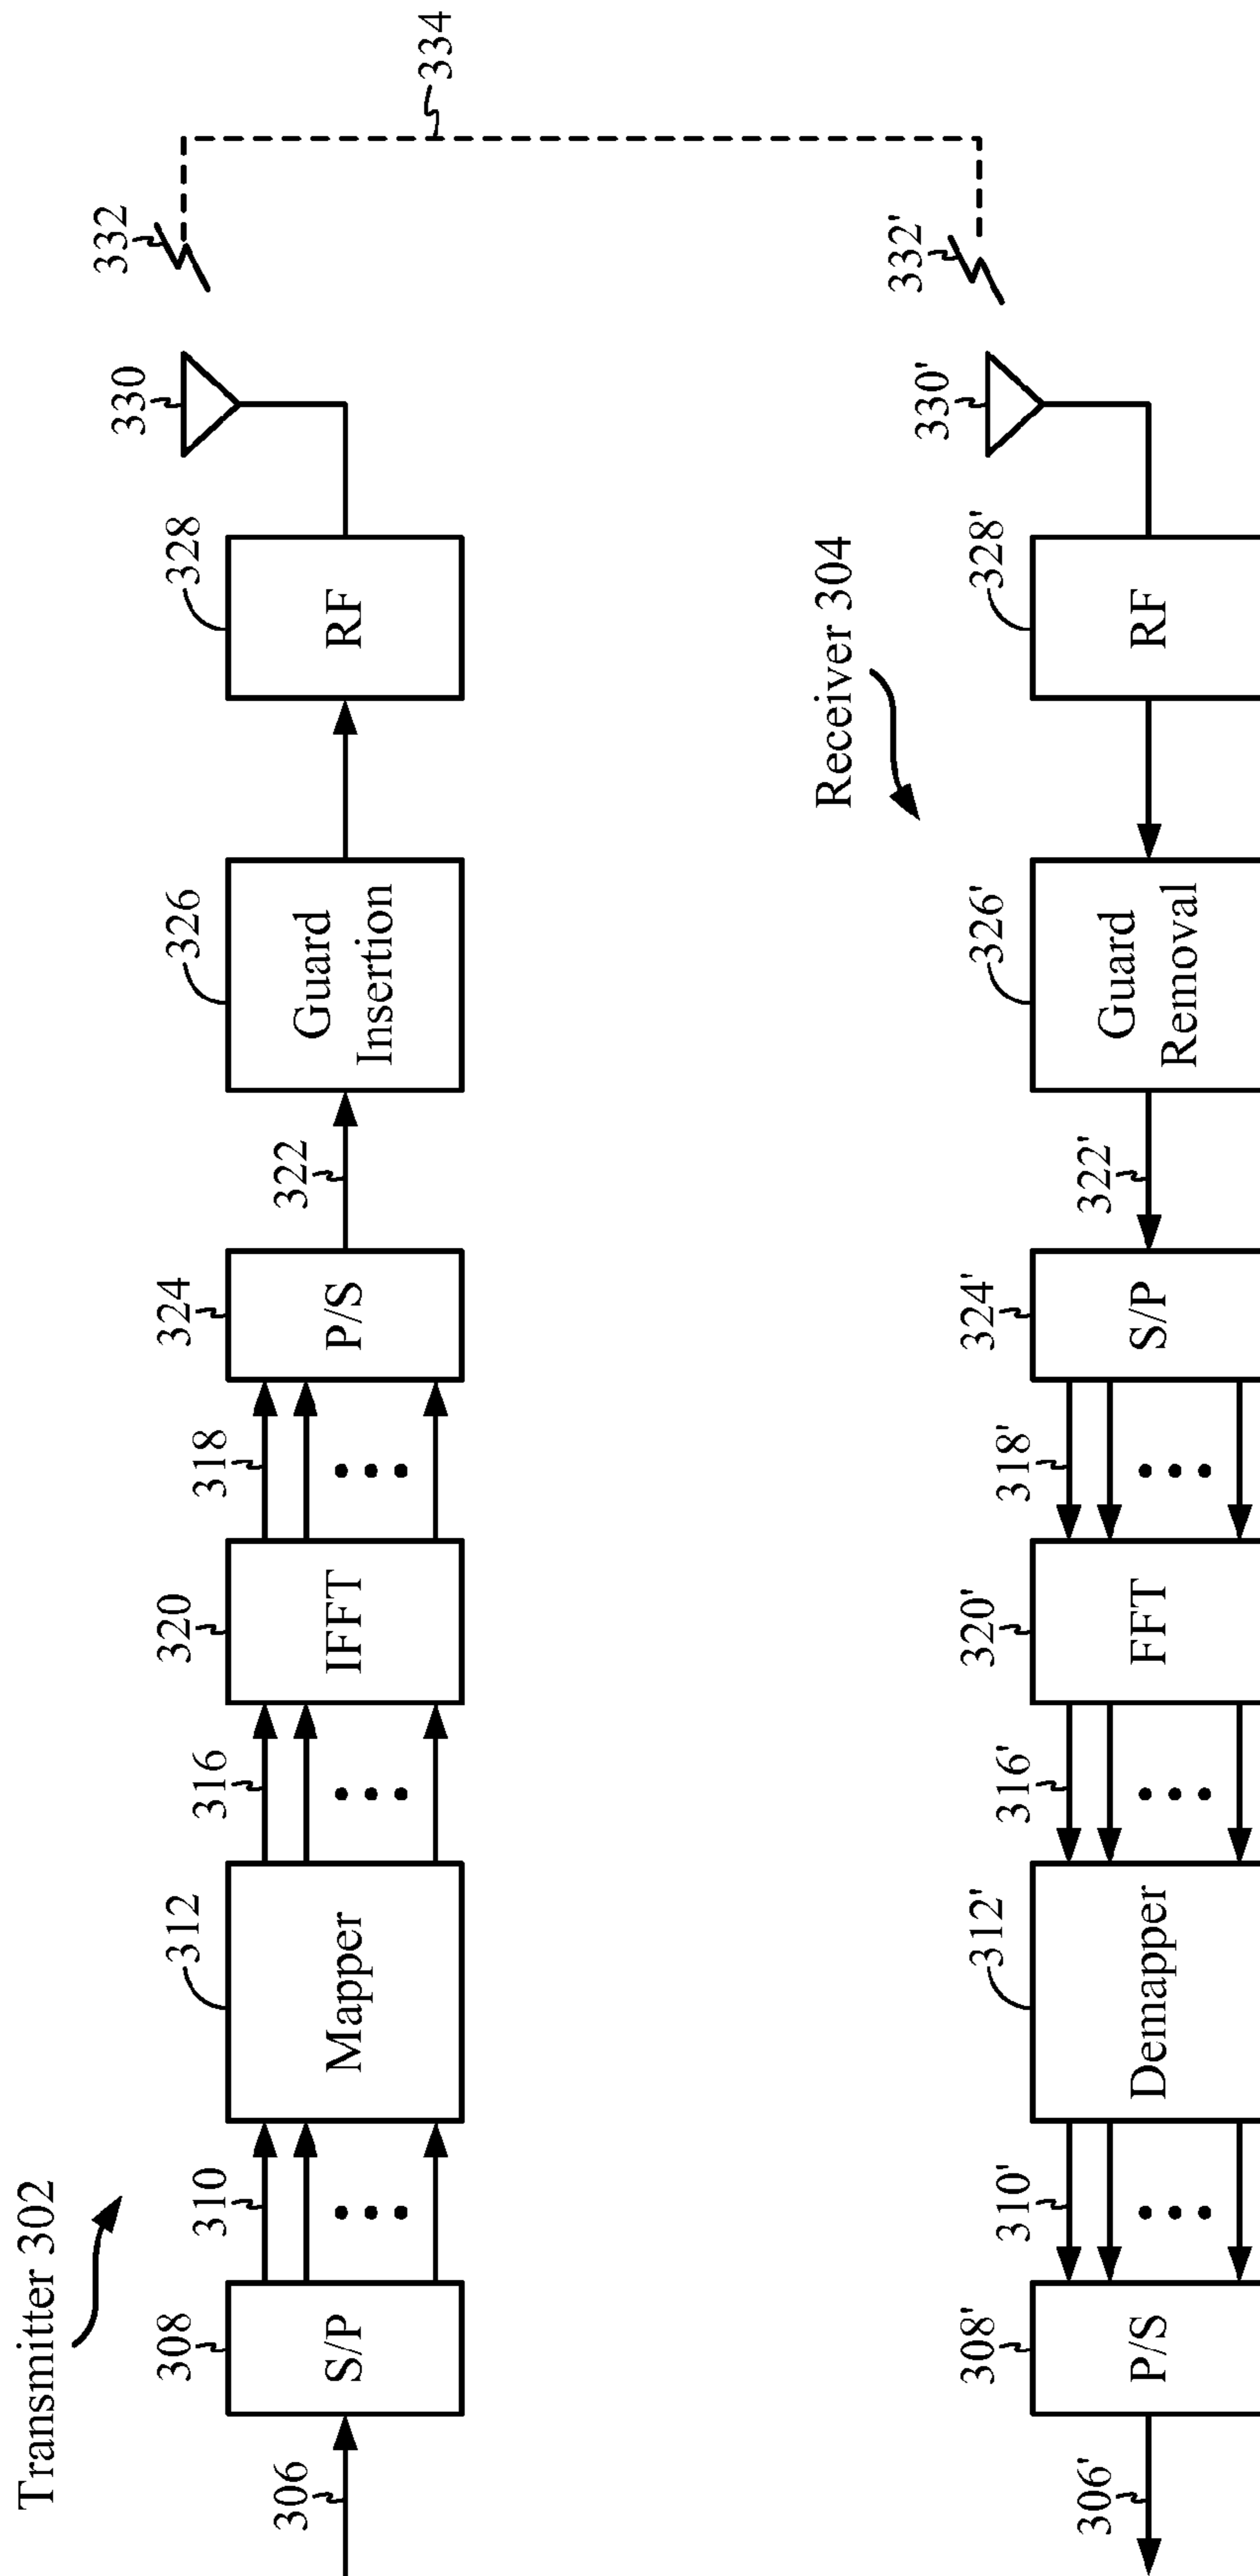 Transmitter 302
306
308
S/P
310
312
Mapper
316
320
IFFT
318
324
P/S
322
326
Guard
Insertion
328
RF
330
332
334
Receiver 304
306'
308'
P/S
310'
312'
Demapper
316'
320'
FFT
318'
324'
S/P
322'
326'
Guard
Removal
328'
RF
330'
332'